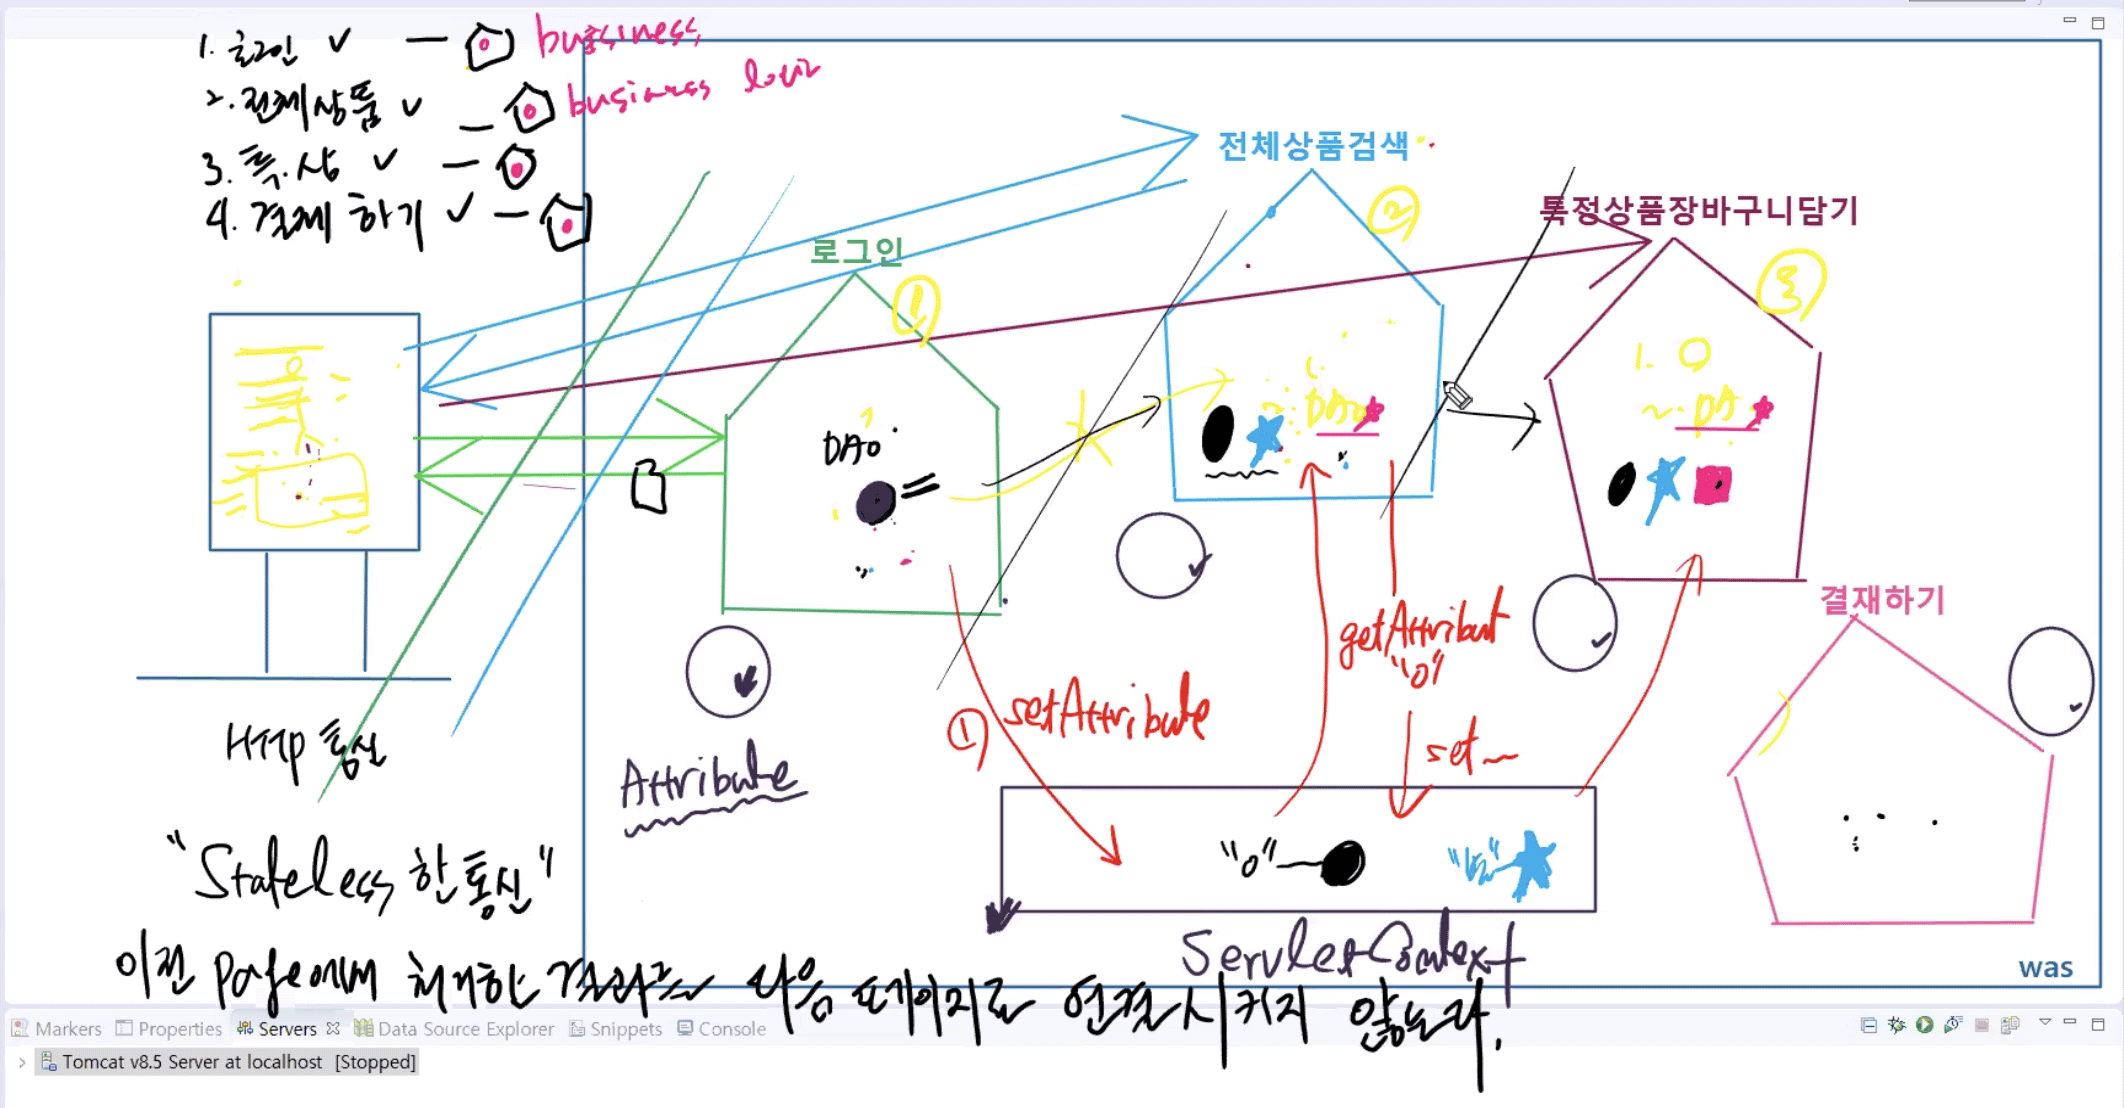 1. 로그인 ✓ — business
2. 전체상품 ✓ — business
3. 특.상 ✓ —
4. 결제 하기 ✓ —
전체상품검색
②
특정상품장바구니담기
③
로그인
①
1. O
2. DAO
2. DA
DAO
getAttribut
"O"
① setAttribute
set~
결재하기
Http 통신
Attribute
"O"
"Stateless 한 통신"
ServletContext
was
이전 page에서 처리한 결과를 다음 페이지로 연결시키지 않는다.
Markers Properties Servers Data Source Explorer Snippets Console
Tomcat v8.5 Server at localhost [Stopped]